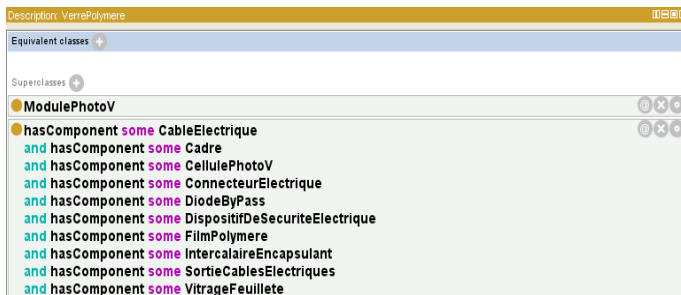 Description: VerrePolymere
Equivalent classes
Superclasses
ModulePhotoV
hasComponent some CableElectrique
and hasComponent some Cadre
and hasComponent some CellulePhotoV
and hasComponent some ConnecteurElectrique
and hasComponent some DiodeByPass
and hasComponent some DispositifDeSecuriteElectrique
and hasComponent some FilmPolymere
and hasComponent some IntercalaireEncapsulant
and hasComponent some SortieCablesElectriques
and hasComponent some VitrageFeuillete